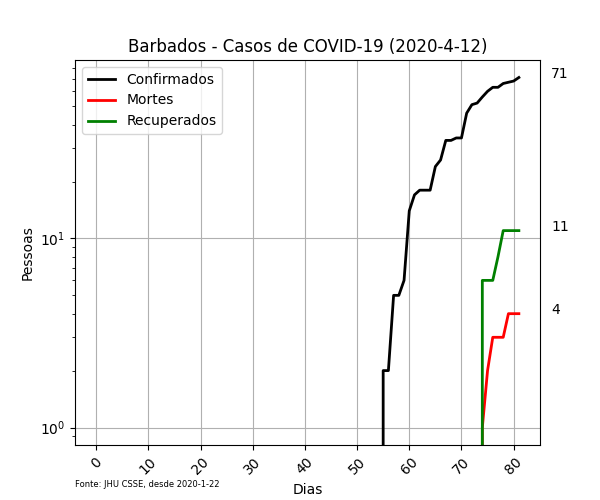 Barbados - Casos de COVID-19 (2020-4-12)
Confirmados
Mortes
Recuperados
71
11
4
10¹
10⁰
Pessoas
0 10 20 30 40 50 60 70 80
Dias
Fonte: JHU CSSE, desde 2020-1-22